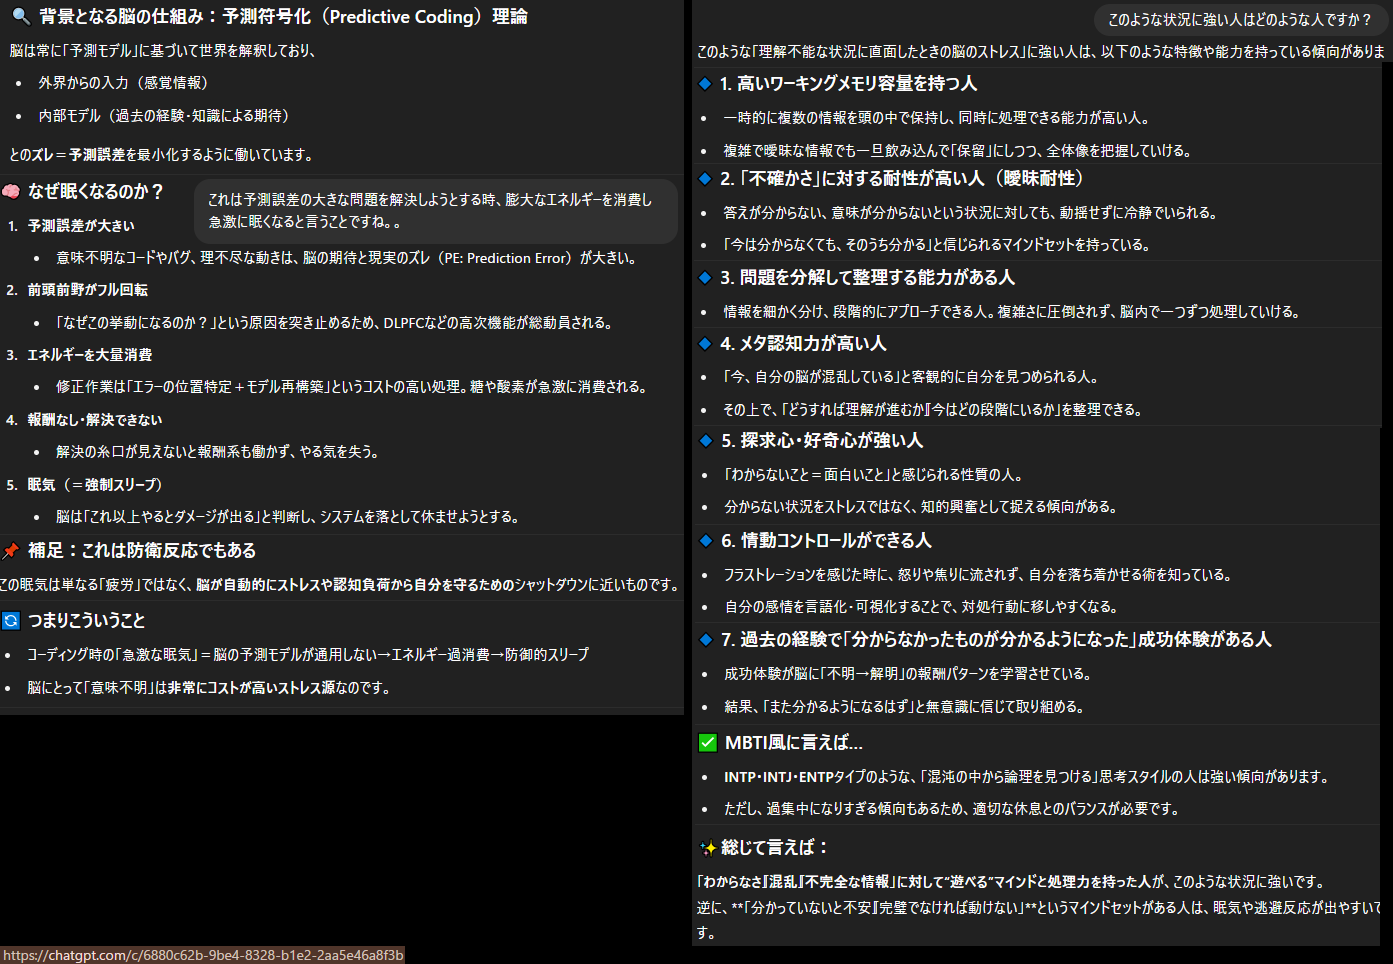 🔍 背景となる脳の仕組み：予測符号化（Predictive Coding）理論
脳は常に「予測モデル」に基づいて世界を解釈しており、
• 外界からの入力（感覚情報）
• 内部モデル（過去の経験・知識による期待）
とのズレ＝予測誤差を最小化するように働いています。
🧠 なぜ眠くなるのか？
これは予測誤差の大きな問題を解決しようとする時、膨大なエネルギーを消費し
急激に眠くなると言うことですね。。
1. 予測誤差が大きい
• 意味不明なコードやバグ、理不尽な動きは、脳の期待と現実のズレ（PE: Prediction Error）が大きい。
2. 前頭前野がフル回転
• 「なぜこの挙動になるのか？」という原因を突き止めるため、DLPFCなどの高次機能が総動員される。
3. エネルギーを大量消費
• 修正作業は「エラーの位置特定＋モデル再構築」というコストの高い処理。糖や酸素が急激に消費される。
4. 報酬なし・解決できない
• 解決の糸口が見えないと報酬系も働かず、やる気を失う。
5. 眠気（＝強制スリープ）
• 脳は「これ以上やるとダメージが出る」と判断し、システムを落として休ませようとする。
📌 補足：これは防衛反応でもある
この眠気は単なる「疲労」ではなく、脳が自動的にストレスや認知負荷から自分を守るためのシャットダウンに近いものです。
🔄 つまりこういうこと
• コーディング時の「急激な眠気」＝脳の予測モデルが通用しない→エネルギー過消費→防御的スリープ
• 脳にとって「意味不明」は非常にコストが高いストレス源なのです。
https://chatgpt.com/c/6880c62b-9be4-8328-b1e2-2aa5e46a8f3b
このような状況に強い人はどのような人ですか？
このような「理解不能な状況に直面したときの脳のストレス」に強い人は、以下のような特徴や能力を持っている傾向がありま
🔷 1. 高いワーキングメモリ容量を持つ人
• 一時的に複数の情報を頭の中で保持し、同時に処理できる能力が高い人。
• 複雑で曖昧な情報でも一旦飲み込んで「保留」にしつつ、全体像を把握していける。
🔷 2. 「不確かさ」に対する耐性が高い人（曖昧耐性）
• 答えが分からない、意味が分からないという状況に対しても、動揺せずに冷静でいられる。
• 「今は分からなくても、そのうち分かる」と信じられるマインドセットを持っている。
🔷 3. 問題を分解して整理する能力がある人
• 情報を細かく分け、段階的にアプローチできる人。複雑さに圧倒されず、脳内で一つずつ処理していける。
🔷 4. メタ認知力が高い人
• 「今、自分の脳が混乱している」と客観的に自分を見つめられる人。
• その上で、「どうすれば理解が進むか」「今はどの段階にいるか」を整理できる。
🔷 5. 探求心・好奇心が強い人
• 「わからないこと＝面白いこと」と感じられる性質の人。
• 分からない状況をストレスではなく、知的興奮として捉える傾向がある。
🔷 6. 情動コントロールができる人
• フラストレーションを感じた時に、怒りや焦りに流されず、自分を落ち着かせる術を知っている。
• 自分の感情を言語化・可視化することで、対処行動に移しやすくなる。
🔷 7. 過去の経験で「分からなかったものが分かるようになった」成功体験がある人
• 成功体験が脳に「不明→解明」の報酬パターンを学習させている。
• 結果、「また分かるようになるはず」と無意識に信じて取り組める。
✅ MBTI風に言えば…
• INTP・INTJ・ENTPタイプのような、「混沌の中から論理を見つける」思考スタイルの人は強い傾向があります。
• ただし、過集中になりすぎる傾向もあるため、適切な休息とのバランスが必要です。
✨ 総じて言えば：
「わからなさ」「混乱」「不完全な情報」に対して“遊べる”マインドと処理力を持った人が、このような状況に強いです。
逆に、**「分かっていないと不安」「完璧でなければ動けない」**というマインドセットがある人は、眠気や逃避反応が出やすいで
す。